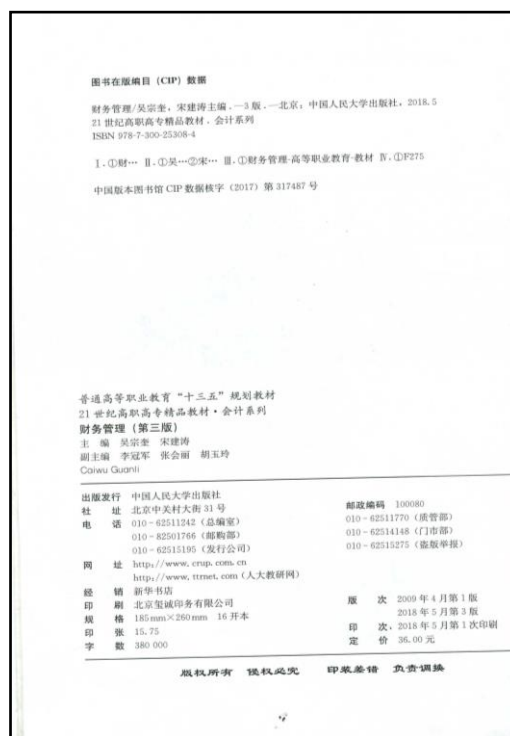 图书在版编目（CIP）数据
财务管理/吴宗奎，宋建涛主编．—3版．—北京：中国人民大学出版社，2018.5
21世纪高职高专精品教材．会计系列
ISBN 978-7-300-25308-4
Ⅰ.①财… Ⅱ.①吴…②宋… Ⅲ.①财务管理-高等职业教育-教材 Ⅳ.①F275
中国版本图书馆CIP数据核字（2017）第317487号
普通高等职业教育“十三五”规划教材
21世纪高职高专精品教材·会计系列
财务管理（第三版）
主 编 吴宗奎 宋建涛
副主编 李冠军 张会丽 胡玉玲
Caiwu Guanli
出版发行 中国人民大学出版社
社 址 北京中关村大街31号 邮政编码 100080
电 话 010-62511242（总编室） 010-62511770（质管部）
010-82501766（邮购部） 010-62514148（门市部）
010-62515195（发行公司） 010-62515275（盗版举报）
网 址 http://www.crup.com.cn
http://www.ttrnet.com（人大教研网）
经 销 新华书店
印 刷 北京玺诚印务有限公司 版 次 2009年4月第1版
规 格 185mm×260mm 16开本 2018年5月第3版
印 张 15.75 印 次 2018年5月第1次印刷
字 数 380 000 定 价 36.00元
版权所有 侵权必究 印装差错 负责调换